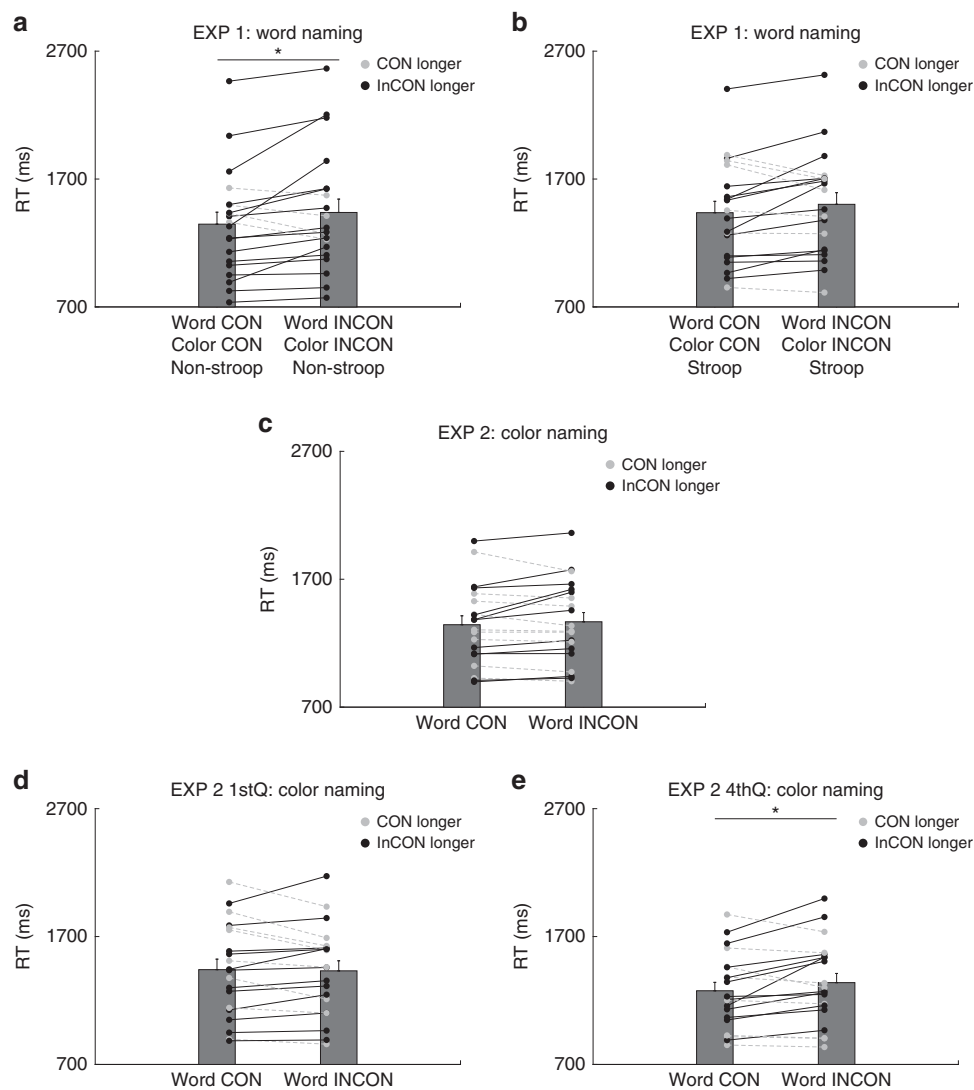 a
EXP 1: word naming
*
CON longer
InCON longer
2700
1700
700
RT (ms)
Word CON
Color CON
Non-stroop
Word INCON
Color INCON
Non-stroop
b
EXP 1: word naming
CON longer
InCON longer
2700
1700
700
RT (ms)
Word CON
Color CON
Stroop
Word INCON
Color INCON
Stroop
c
EXP 2: color naming
CON longer
InCON longer
2700
1700
700
RT (ms)
Word CON
Word INCON
d
EXP 2 1stQ: color naming
CON longer
InCON longer
2700
1700
700
RT (ms)
Word CON
Word INCON
e
EXP 2 4thQ: color naming
*
CON longer
InCON longer
2700
1700
700
RT (ms)
Word CON
Word INCON